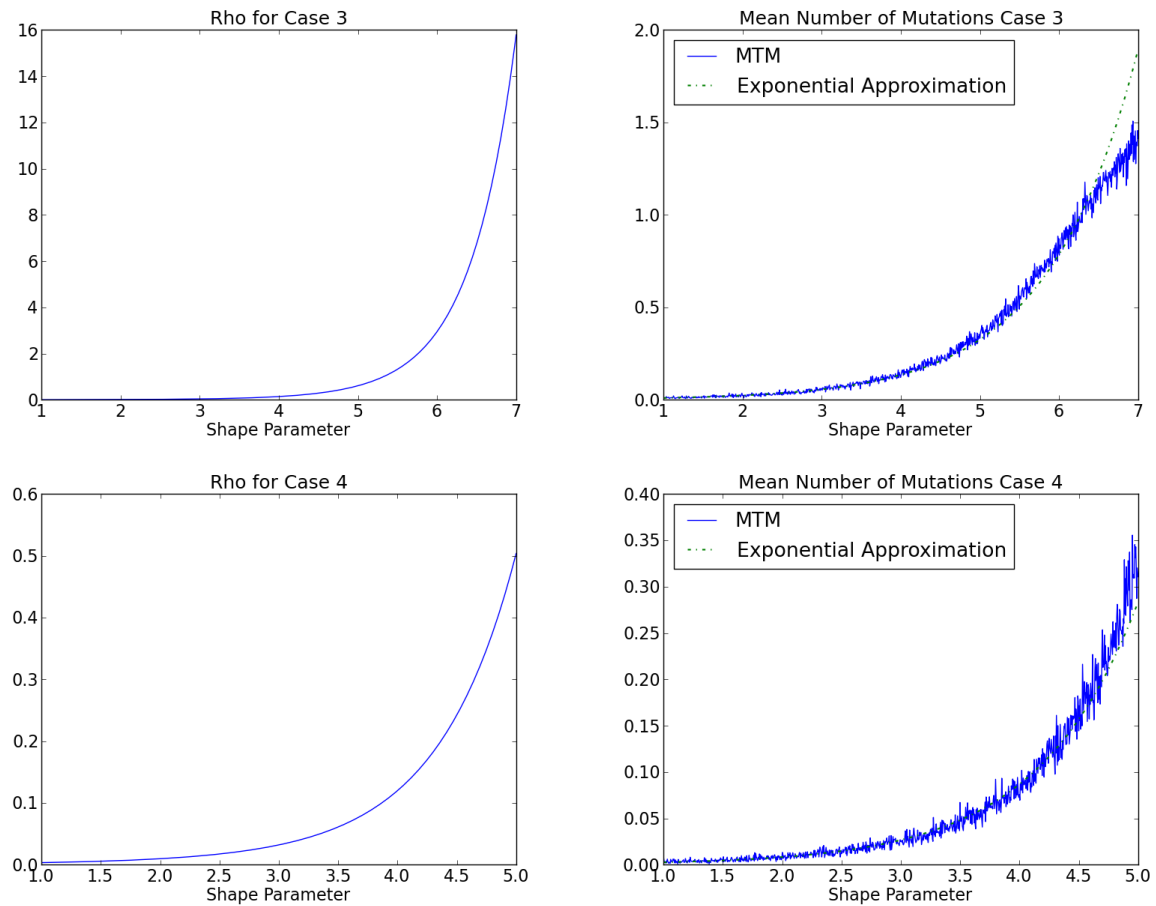 Rho for Case 3
16
14
12
10
8
6
4
2
0
1 2 3 4 5 6 7
Shape Parameter
Mean Number of Mutations Case 3
2.0
MTM
Exponential Approximation
1.5
1.0
0.5
0.0
1 2 3 4 5 6 7
Shape Parameter
Rho for Case 4
0.6
0.5
0.4
0.3
0.2
0.1
0.0
1.0 1.5 2.0 2.5 3.0 3.5 4.0 4.5 5.0
Shape Parameter
Mean Number of Mutations Case 4
0.40
MTM
Exponential Approximation
0.35
0.30
0.25
0.20
0.15
0.10
0.05
0.00
1.0 1.5 2.0 2.5 3.0 3.5 4.0 4.5 5.0
Shape Parameter